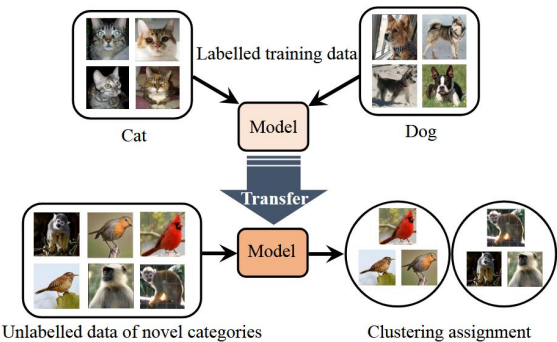 Labelled training data
Cat
Dog
Model
Transfer
Model
Unlabelled data of novel categories
Clustering assignment